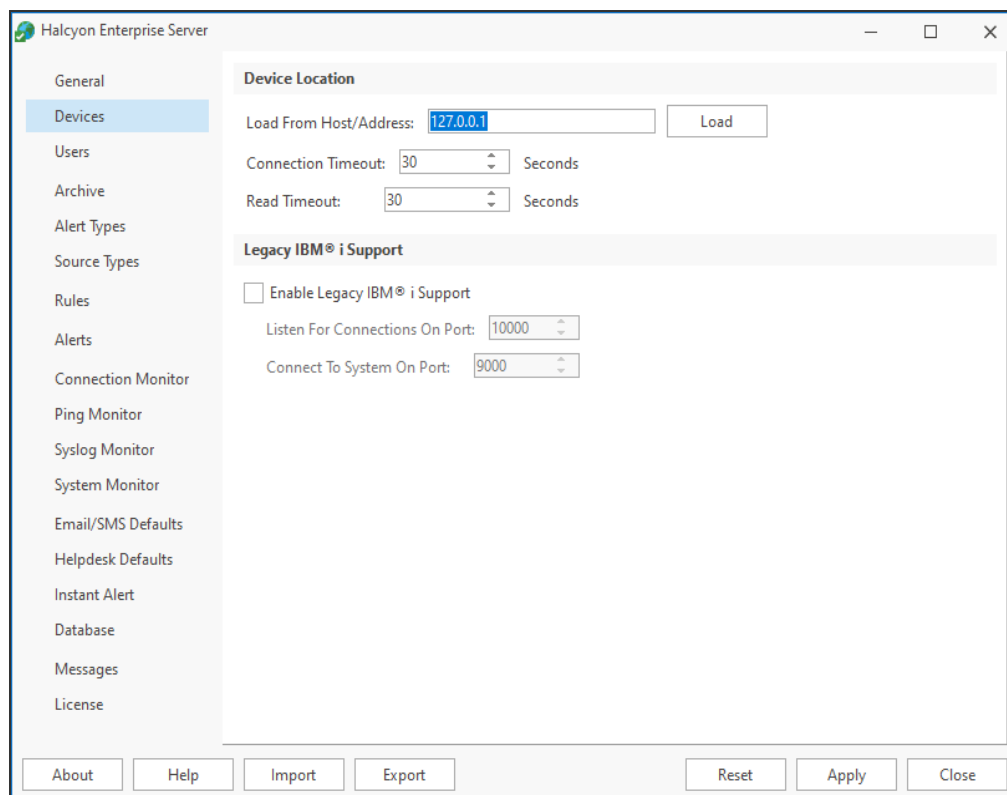 Halcyon Enterprise Server
General
Devices
Users
Archive
Alert Types
Source Types
Rules
Alerts
Connection Monitor
Ping Monitor
Syslog Monitor
System Monitor
Email/SMS Defaults
Helpdesk Defaults
Instant Alert
Database
Messages
License
Device Location
Load From Host/Address: 127.0.0.1 Load
Connection Timeout: 30 Seconds
Read Timeout: 30 Seconds
Legacy IBM® i Support
Enable Legacy IBM® i Support
Listen For Connections On Port: 10000
Connect To System On Port: 9000
About Help Import Export Reset Apply Close